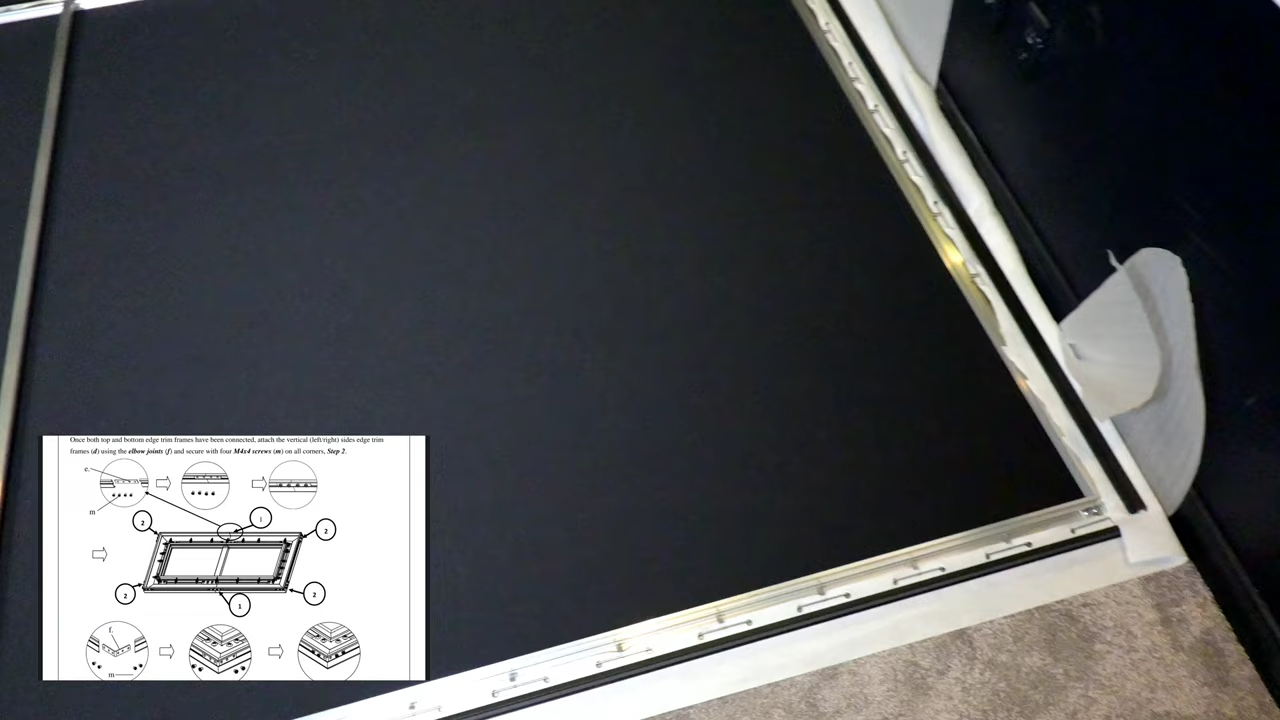 Once both top and bottom edge trim frames have been connected, attach the vertical (left/right) sides edge trim
frames (d) using the elbow joints (f) and secure with four M4x4 screws (m) on all corners, Step 2.
e.
m
2
1
2
2
1
2
f.
m